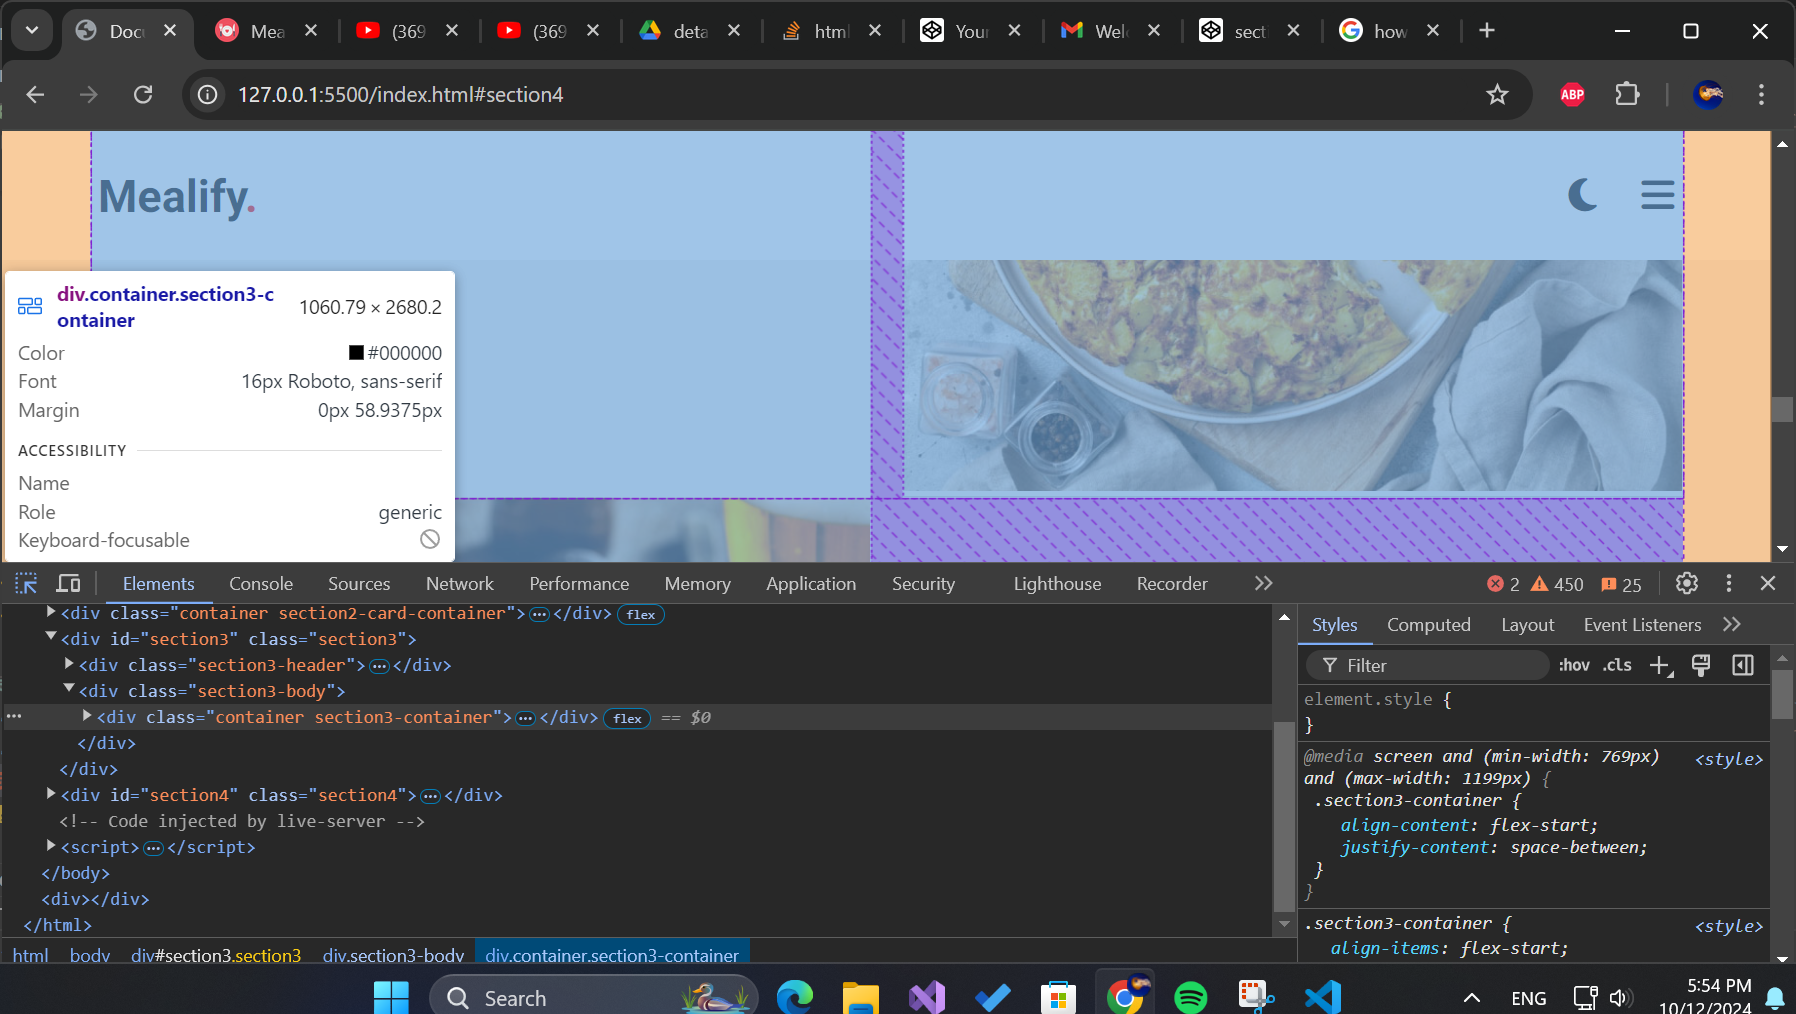 Docu
Mea
(369
(369
deta
html
Your
Welc
secti
how
127.0.0.1:5500/index.html#section4
ABP
Mealify.
div.container.section3-c
ontainer
1060.79 × 2680.2
Color #000000
Font 16px Roboto, sans-serif
Margin 0px 58.9375px
ACCESSIBILITY
Name
Role generic
Keyboard-focusable
Elements Console Sources Network Performance Memory Application Security Lighthouse Recorder 2 450 25
<div class="container section2-card-container"> ⋯ </div> flex
<div id="section3" class="section3">
<div class="section3-header"> ⋯ </div>
<div class="section3-body">
<div class="container section3-container"> ⋯ </div> flex == $0
</div>
</div>
<div id="section4" class="section4"> ⋯ </div>
<!-- Code injected by live-server -->
<script> ⋯ </script>
</body>
<div></div>
</html>
html body div#section3.section3 div.section3-body div.container.section3-container
Styles Computed Layout Event Listeners
Filter :hov .cls
element.style {
}
@media screen and (min-width: 769px) <style>
and (max-width: 1199px) {
.section3-container {
align-content: flex-start;
justify-content: space-between;
}
}
.section3-container { <style>
align-items: flex-start;
Search
ENG
5:54 PM
10/12/2024